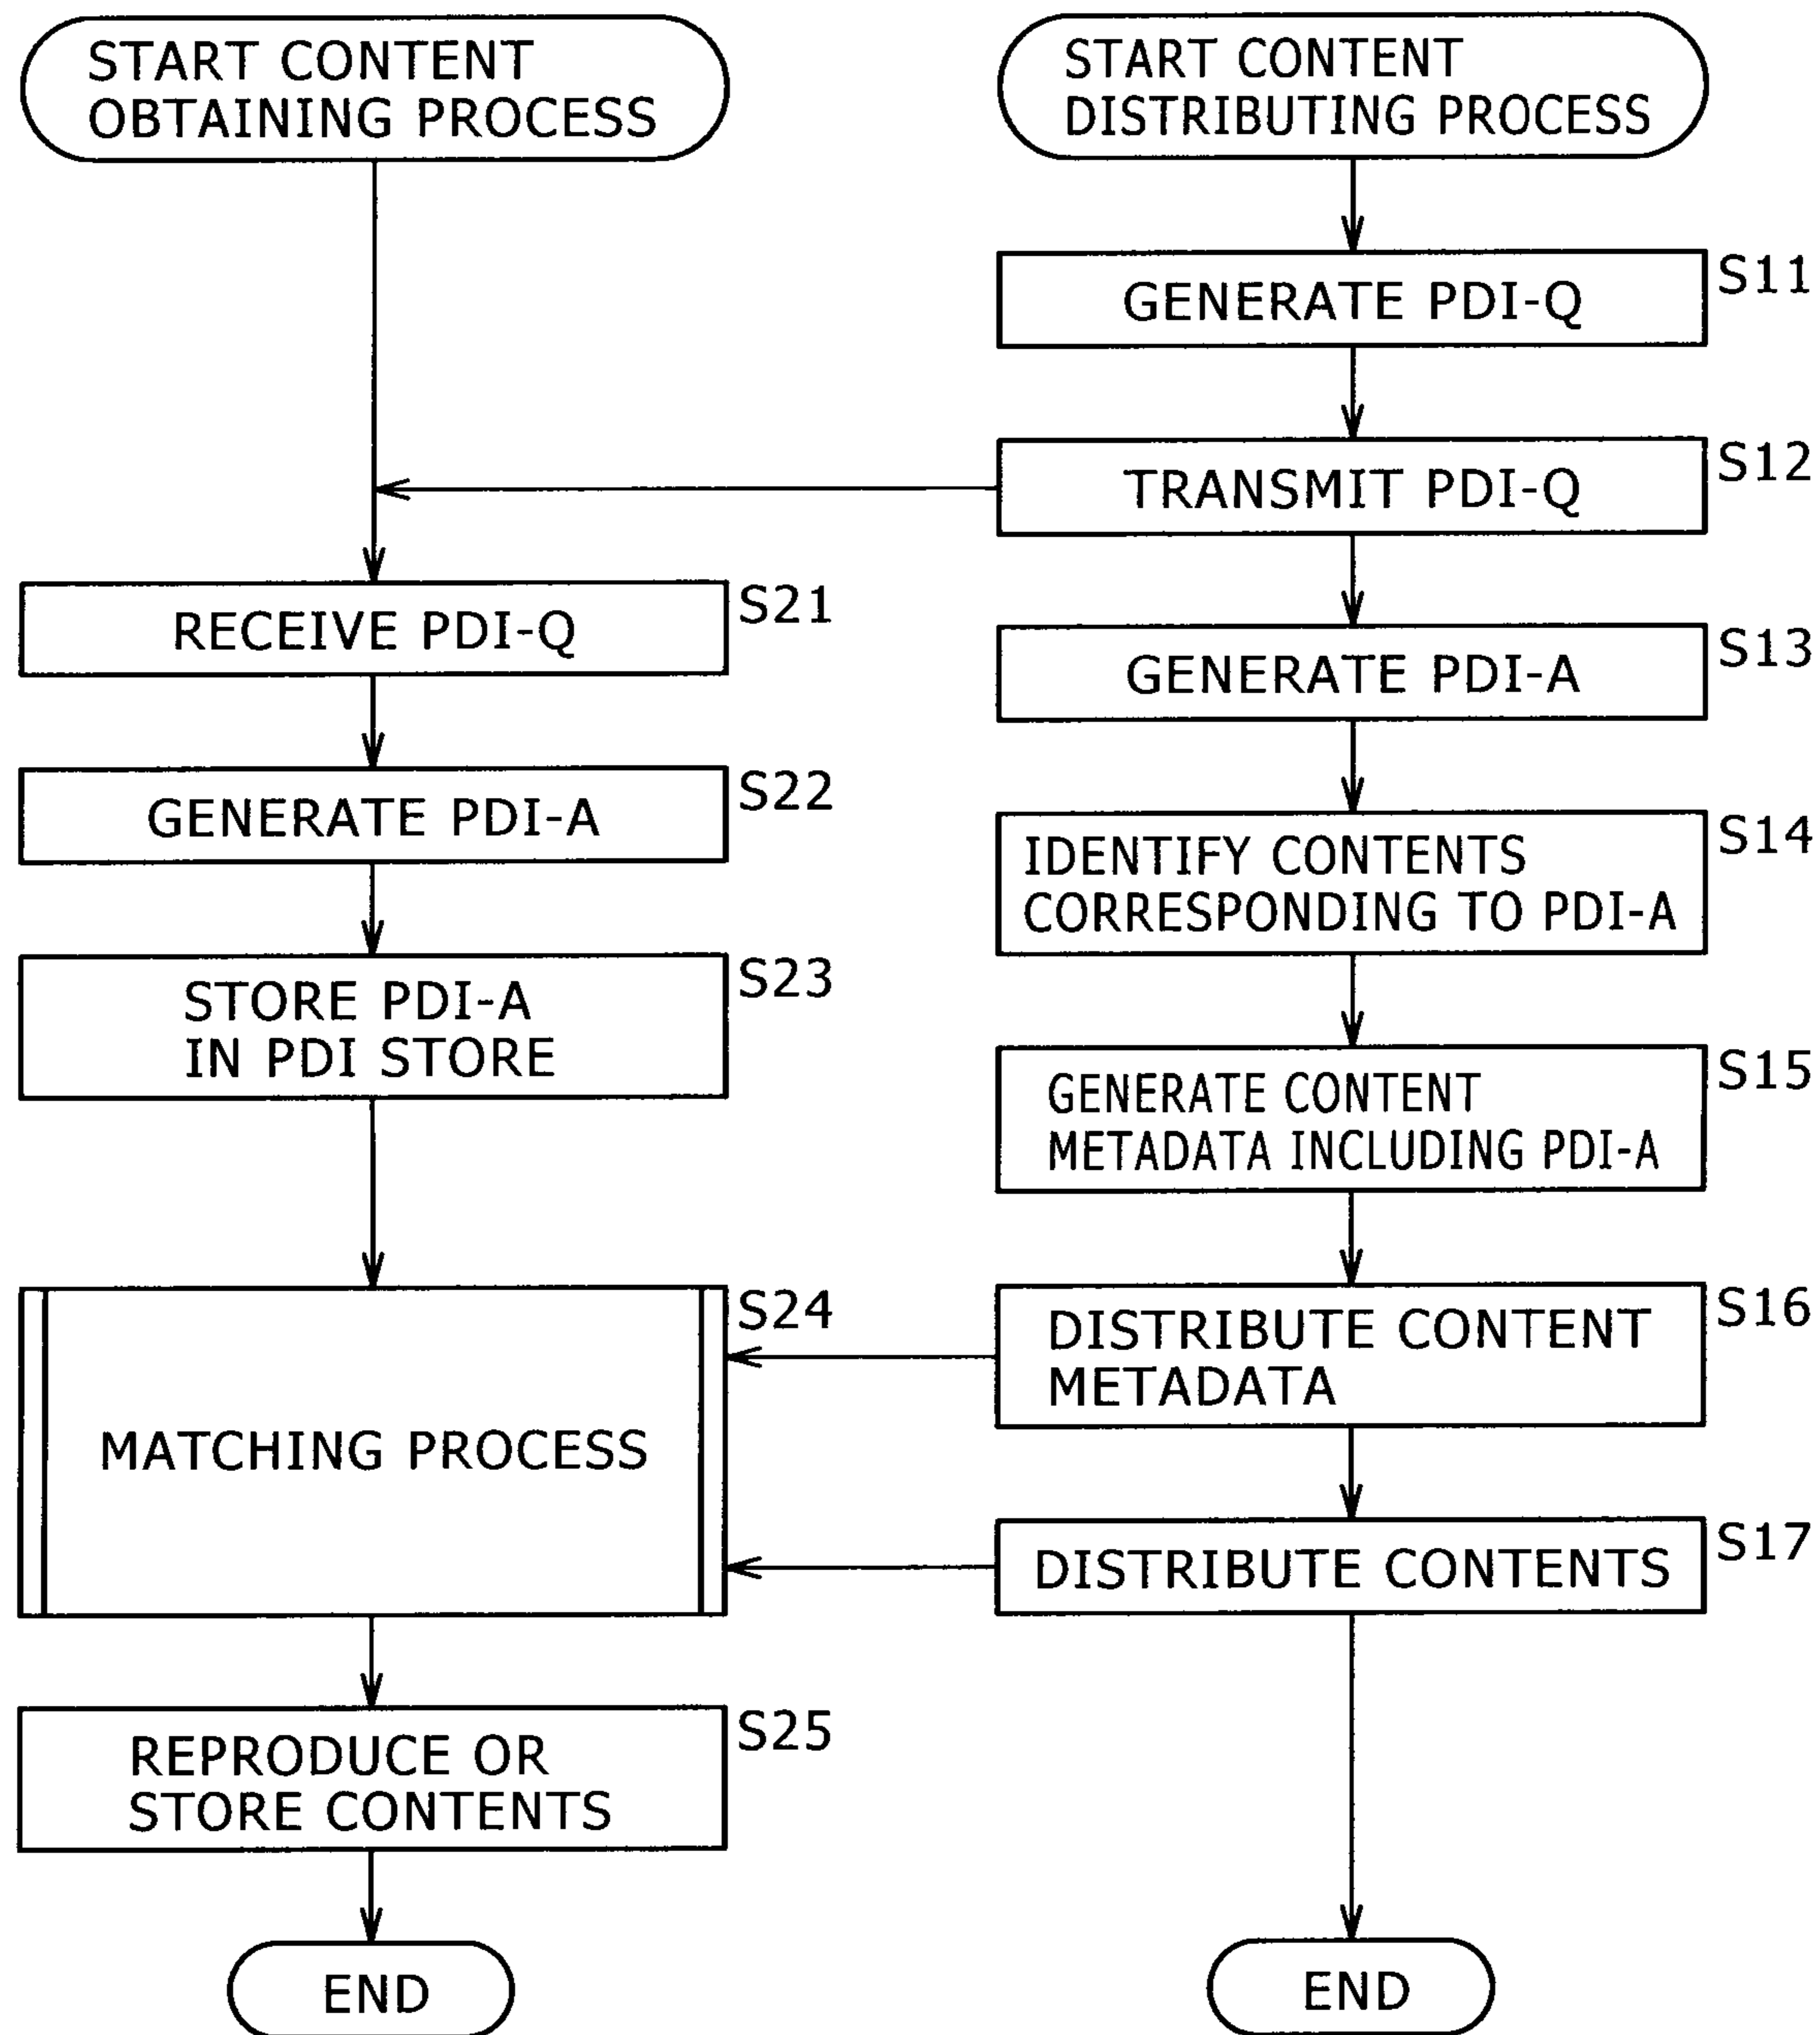 START CONTENT
OBTAINING PROCESS
START CONTENT
DISTRIBUTING PROCESS
S11
GENERATE PDI-Q
S12
TRANSMIT PDI-Q
S21
RECEIVE PDI-Q
S13
GENERATE PDI-A
S22
GENERATE PDI-A
S14
IDENTIFY CONTENTS
CORRESPONDING TO PDI-A
S23
STORE PDI-A
IN PDI STORE
S15
GENERATE CONTENT
METADATA INCLUDING PDI-A
S24
MATCHING PROCESS
S16
DISTRIBUTE CONTENT
METADATA
S17
DISTRIBUTE CONTENTS
S25
REPRODUCE OR
STORE CONTENTS
END
END